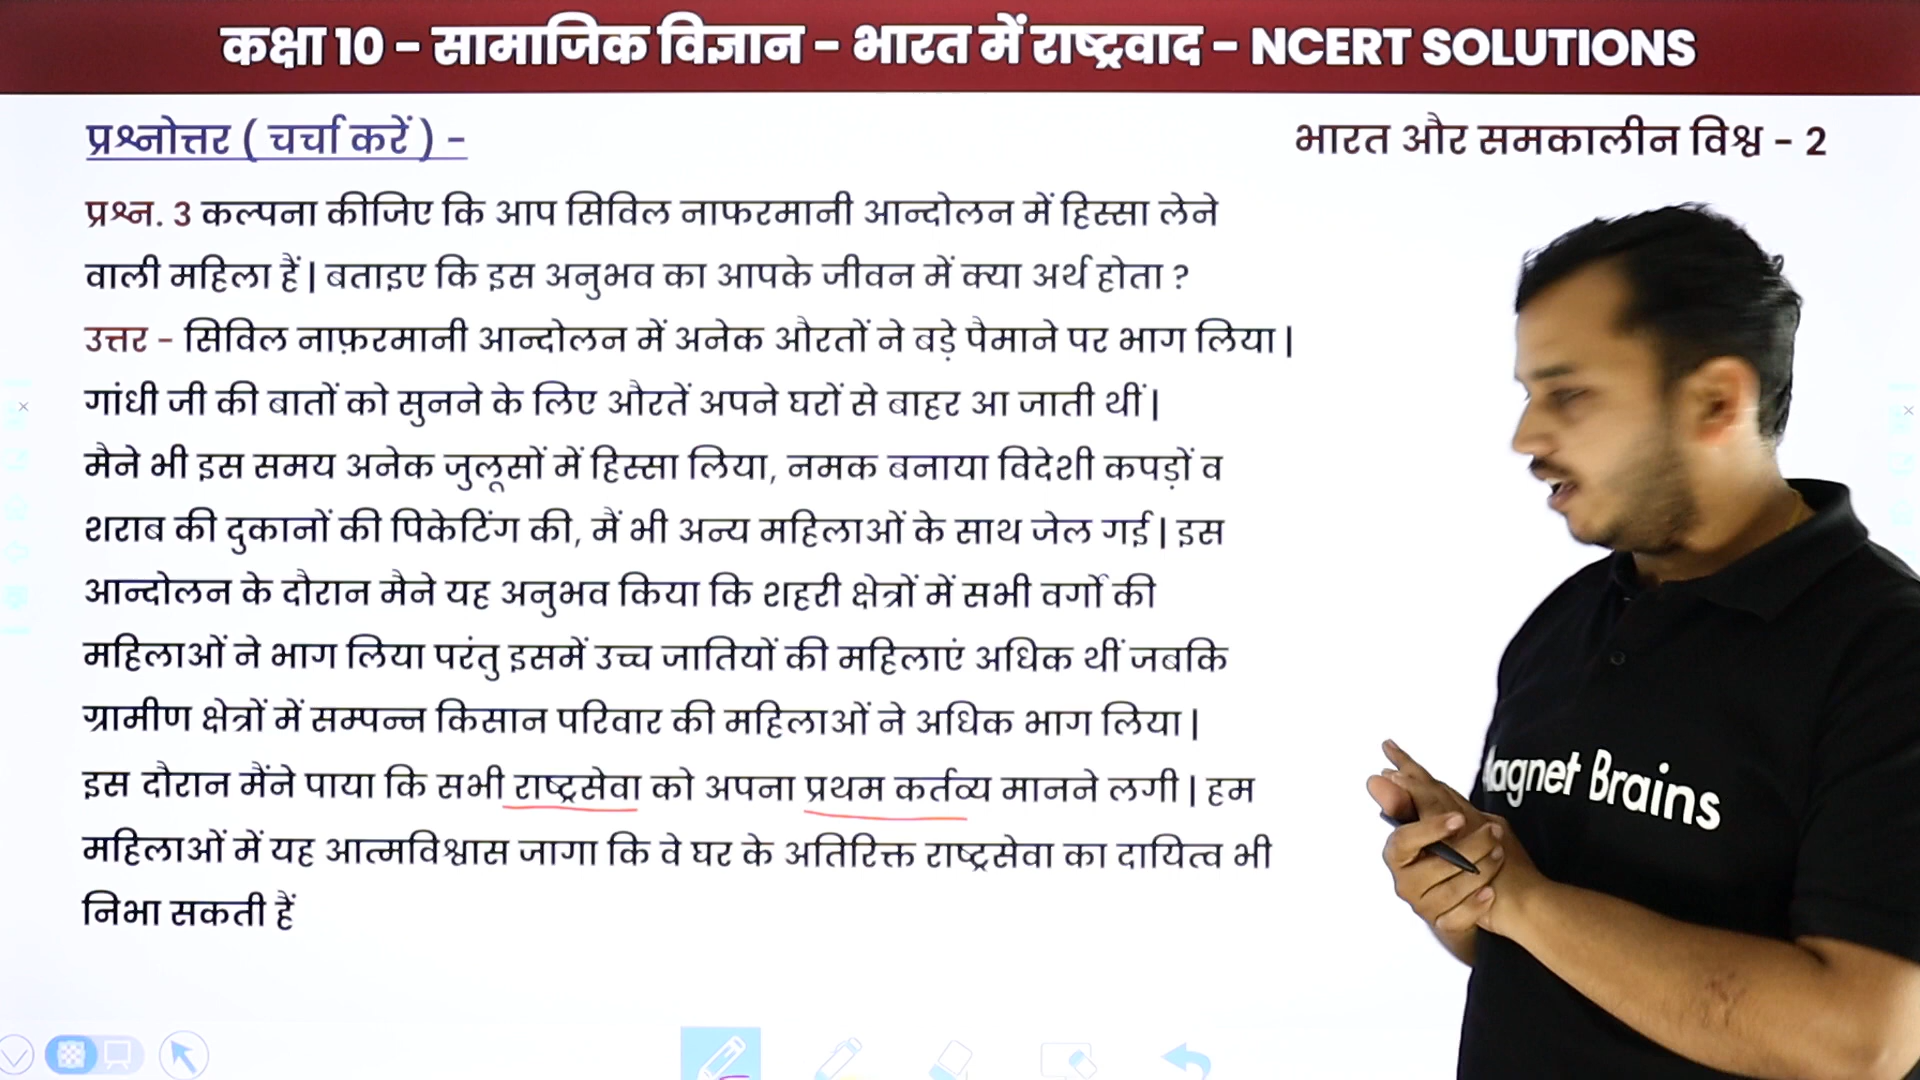 कक्षा 10 – सामाजिक विज्ञान – भारत में राष्ट्रवाद – NCERT SOLUTIONS
प्रश्नोत्तर ( चर्चा करें ) –
भारत और समकालीन विश्व – 2
प्रश्न. 3 कल्पना कीजिए कि आप सिविल नाफरमानी आन्दोलन में हिस्सा लेने
वाली महिला हैं | बताइए कि इस अनुभव का आपके जीवन में क्या अर्थ होता ?
उत्तर – सिविल नाफ़रमानी आन्दोलन में अनेक औरतों ने बड़े पैमाने पर भाग लिया |
गांधी जी की बातों को सुनने के लिए औरतें अपने घरों से बाहर आ जाती थीं |
मैने भी इस समय अनेक जुलूसों में हिस्सा लिया, नमक बनाया विदेशी कपड़ों व
शराब की दुकानों की पिकेटिंग की, मैं भी अन्य महिलाओं के साथ जेल गई | इस
आन्दोलन के दौरान मैने यह अनुभव किया कि शहरी क्षेत्रों में सभी वर्गों की
महिलाओं ने भाग लिया परंतु इसमें उच्च जातियों की महिलाएं अधिक थीं जबकि
ग्रामीण क्षेत्रों में सम्पन्न किसान परिवार की महिलाओं ने अधिक भाग लिया |
इस दौरान मैंने पाया कि सभी राष्ट्रसेवा को अपना प्रथम कर्तव्य मानने लगी | हम
महिलाओं में यह आत्मविश्वास जागा कि वे घर के अतिरिक्त राष्ट्रसेवा का दायित्व भी
निभा सकती हैं
Magnet Brains